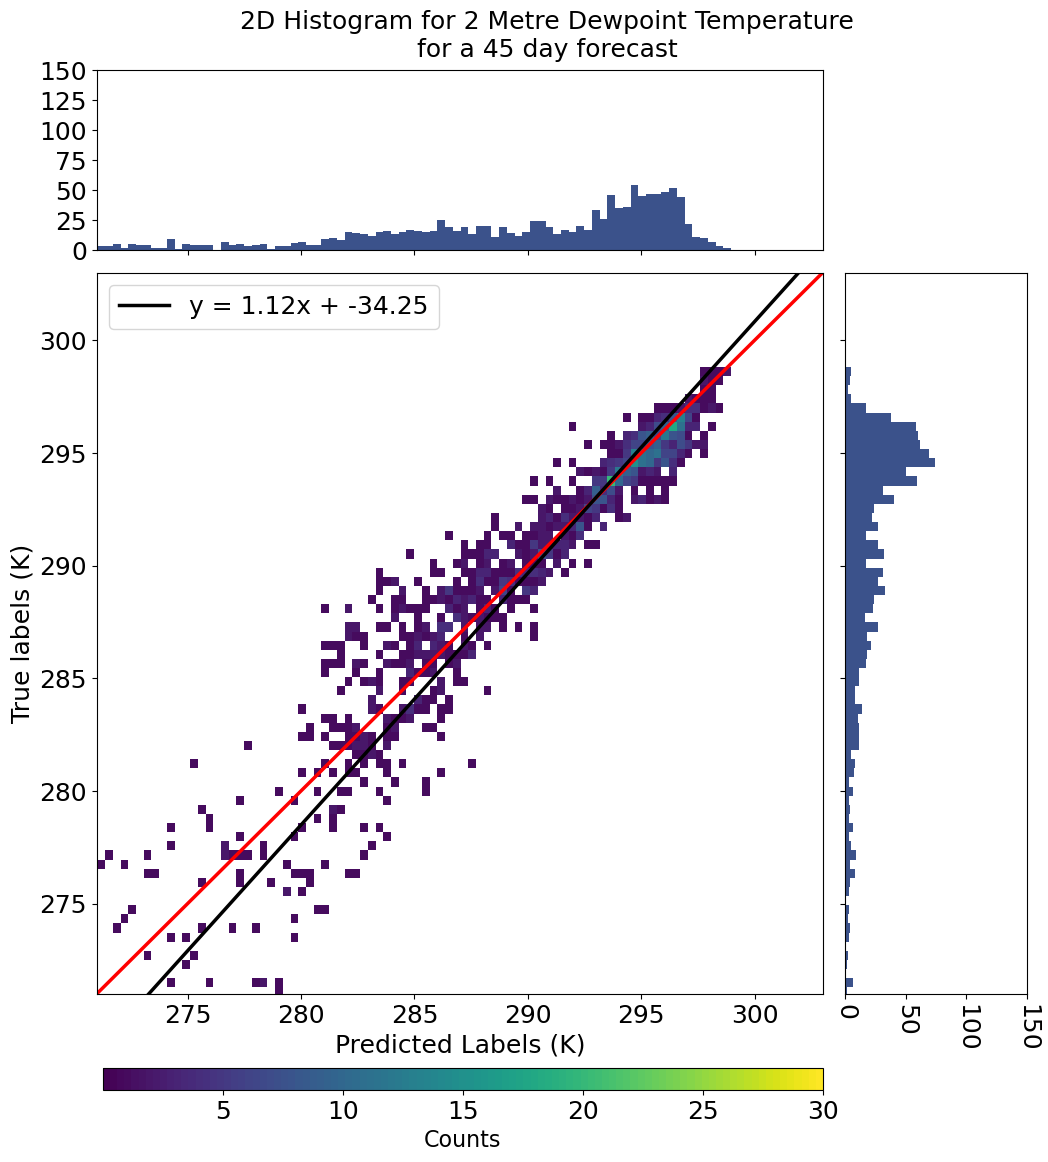 2D Histogram for 2 Metre Dewpoint Temperature
for a 45 day forecast
150
125
100
75
50
25
0
y = 1.12x + -34.25
300
295
290
285
280
275
True labels (K)
275 280 285 290 295 300
Predicted Labels (K)
0 50 100 150
5 10 15 20 25 30
Counts